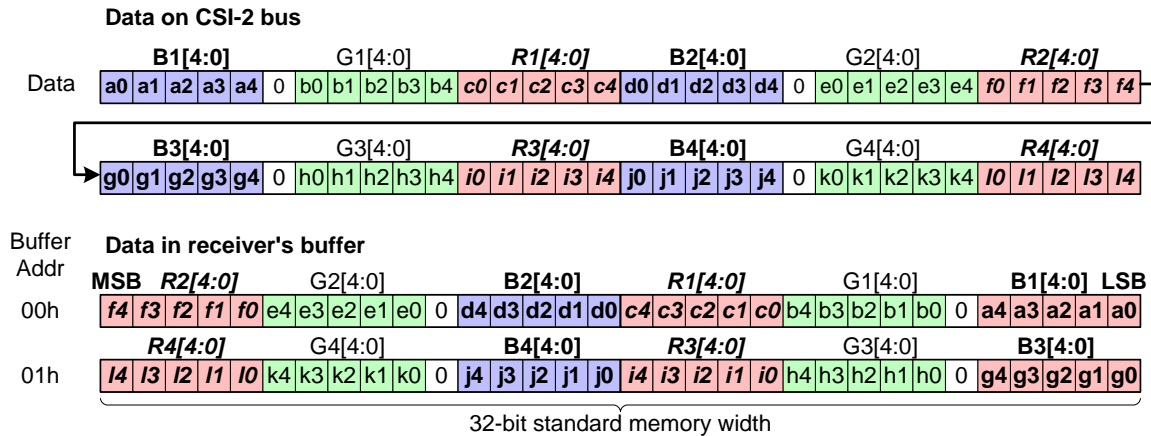 Data on CSI-2 bus
B1[4:0] G1[4:0] R1[4:0] B2[4:0] G2[4:0] R2[4:0]
Data a0 a1 a2 a3 a4 0 b0 b1 b2 b3 b4 c0 c1 c2 c3 c4 d0 d1 d2 d3 d4 0 e0 e1 e2 e3 e4 f0 f1 f2 f3 f4
B3[4:0] G3[4:0] R3[4:0] B4[4:0] G4[4:0] R4[4:0]
g0 g1 g2 g3 g4 0 h0 h1 h2 h3 h4 i0 i1 i2 i3 i4 j0 j1 j2 j3 j4 0 k0 k1 k2 k3 k4 l0 l1 l2 l3 l4
Buffer Addr
Data in receiver's buffer
MSB R2[4:0] G2[4:0] B2[4:0] R1[4:0] G1[4:0] B1[4:0] LSB
00h f4 f3 f2 f1 f0 e4 e3 e2 e1 e0 0 d4 d3 d2 d1 d0 c4 c3 c2 c1 c0 b4 b3 b2 b1 b0 0 a4 a3 a2 a1 a0
R4[4:0] G4[4:0] B4[4:0] R3[4:0] G3[4:0] B3[4:0]
01h l4 l3 l2 l1 l0 k4 k3 k2 k1 k0 0 j4 j3 j2 j1 j0 i4 i3 i2 i1 i0 h4 h3 h2 h1 h0 0 g4 g3 g2 g1 g0
32-bit standard memory width